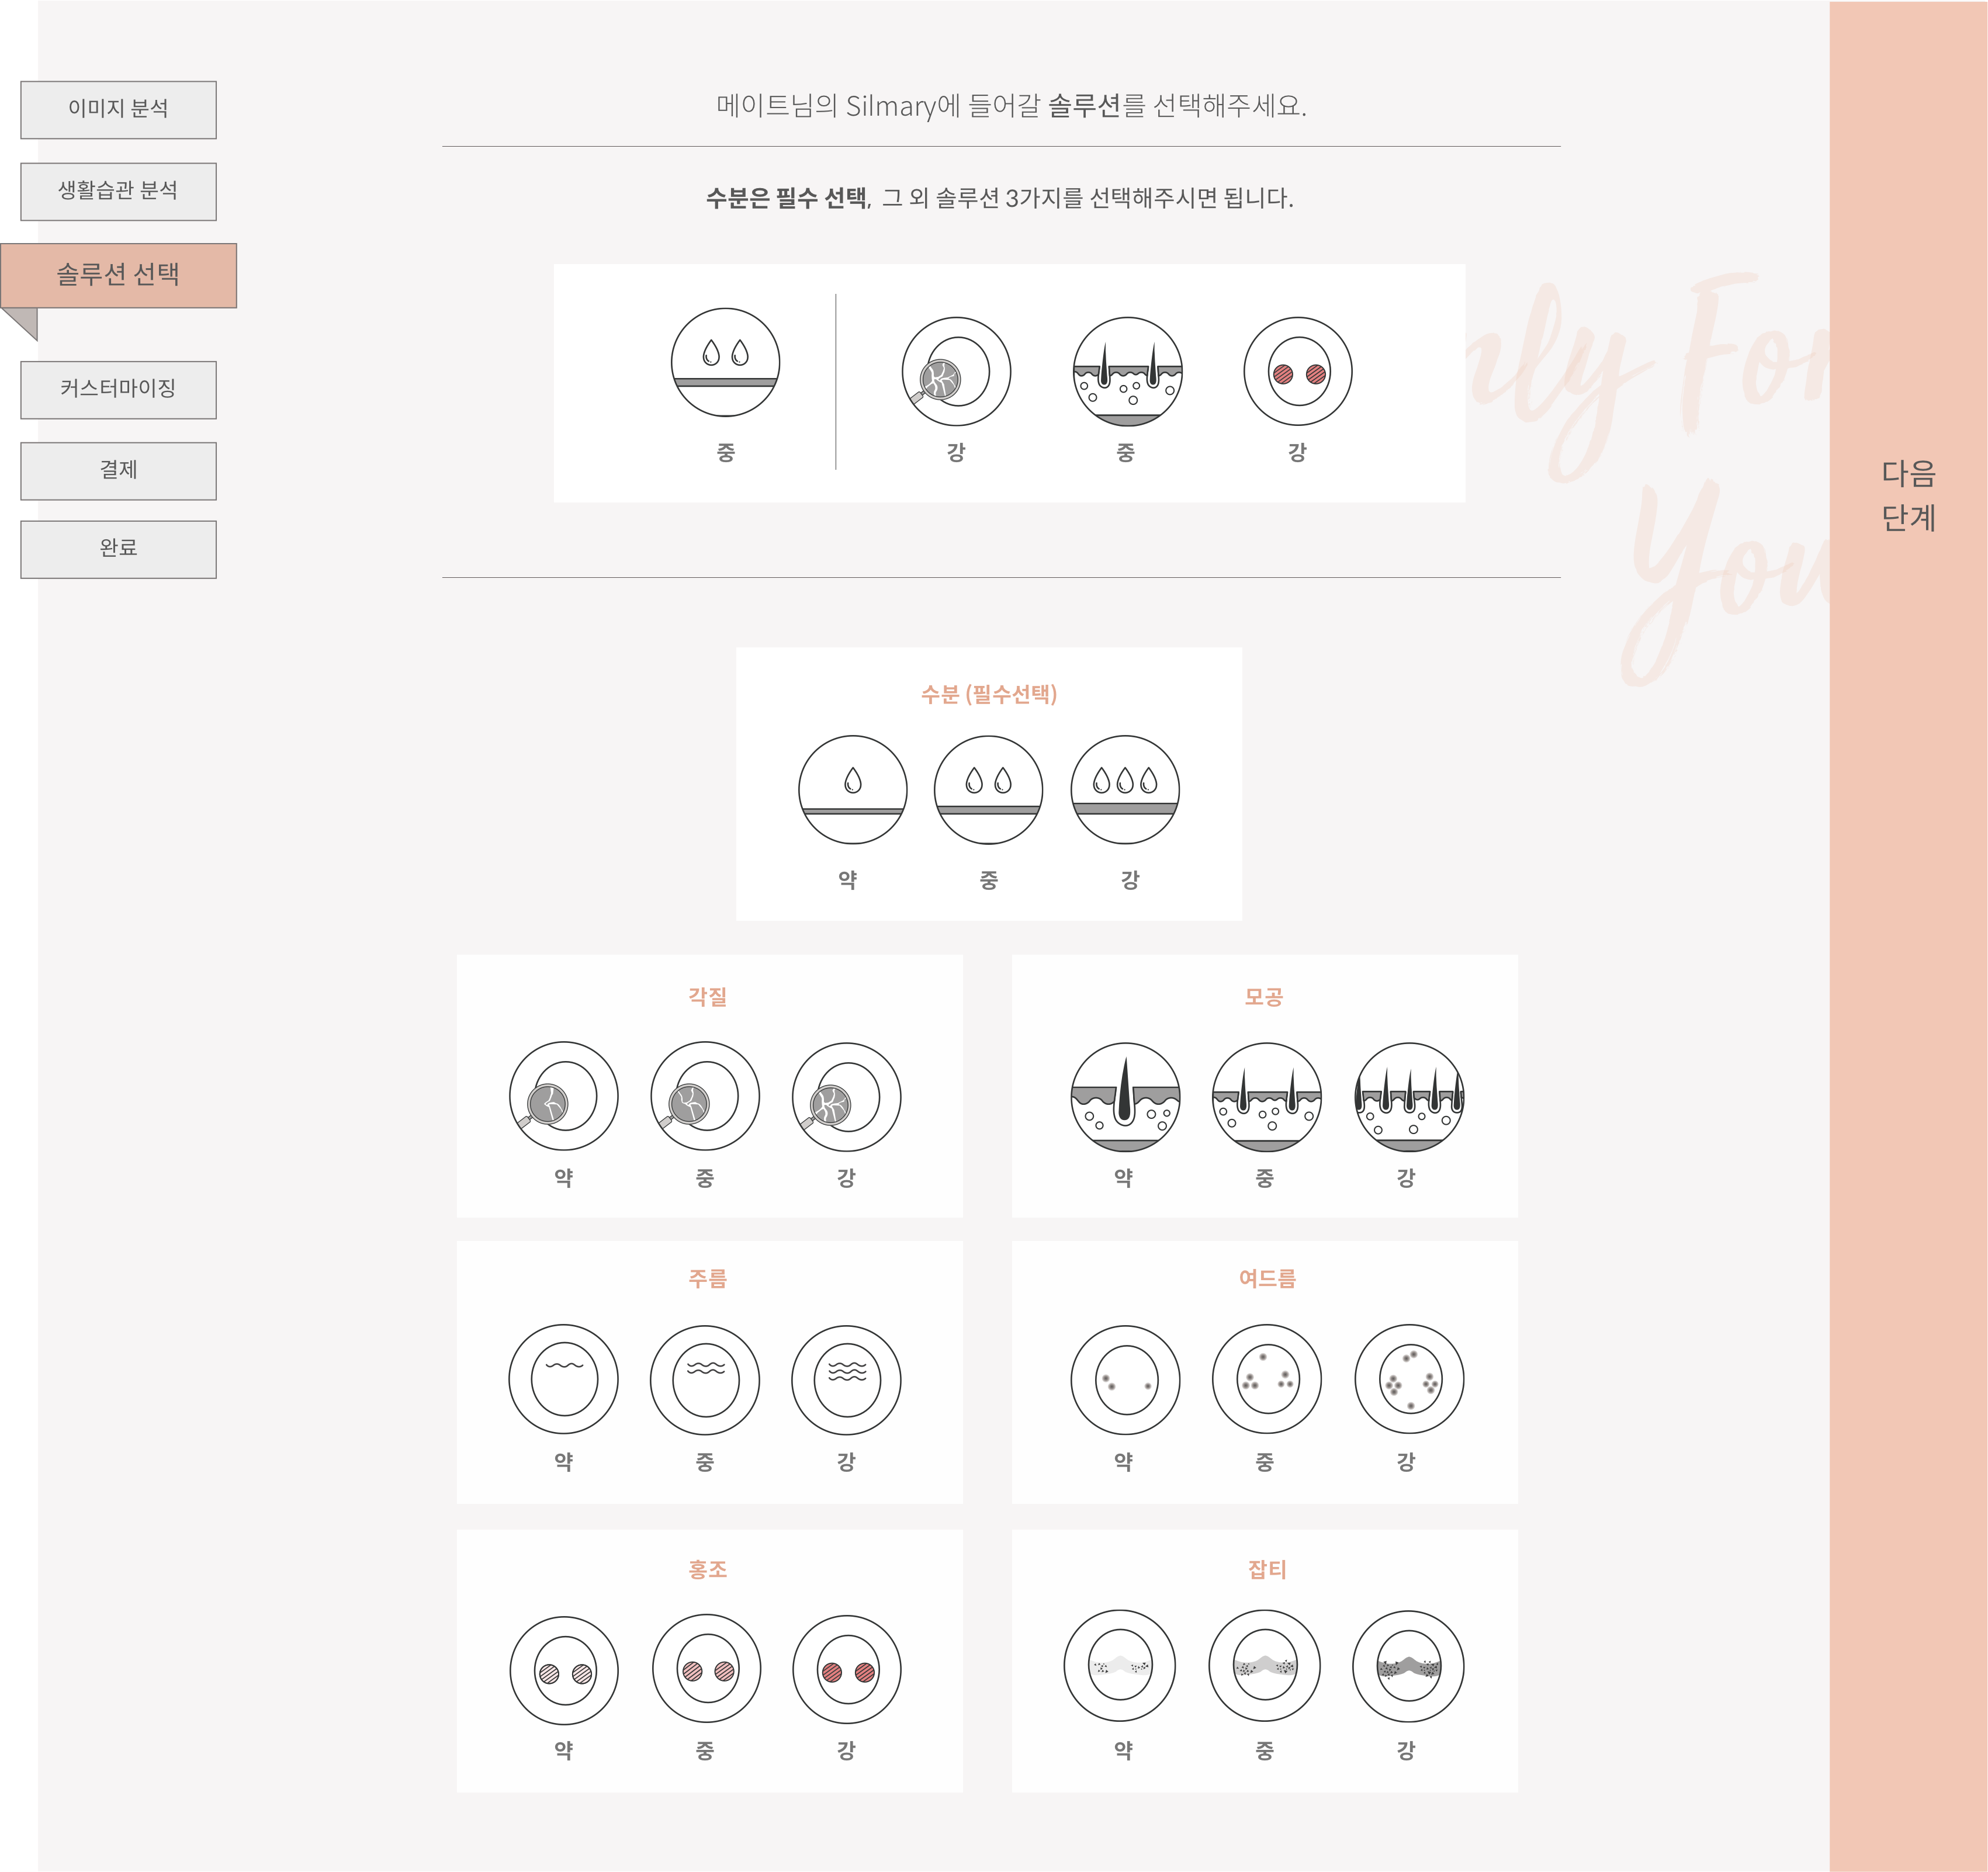 이미지 분석
생활습관 분석
솔루션 선택
커스터마이징
결제
완료
메이트님의 Silmary에 들어갈 솔루션를 선택해주세요.
수분은 필수 선택, 그 외 솔루션 3가지를 선택해주시면 됩니다.
중 강 중 강
nly For
You
다음
단계
수분 (필수선택)
약 중 강
각질
약 중 강
모공
약 중 강
주름
약 중 강
여드름
약 중 강
홍조
약 중 강
잡티
약 중 강